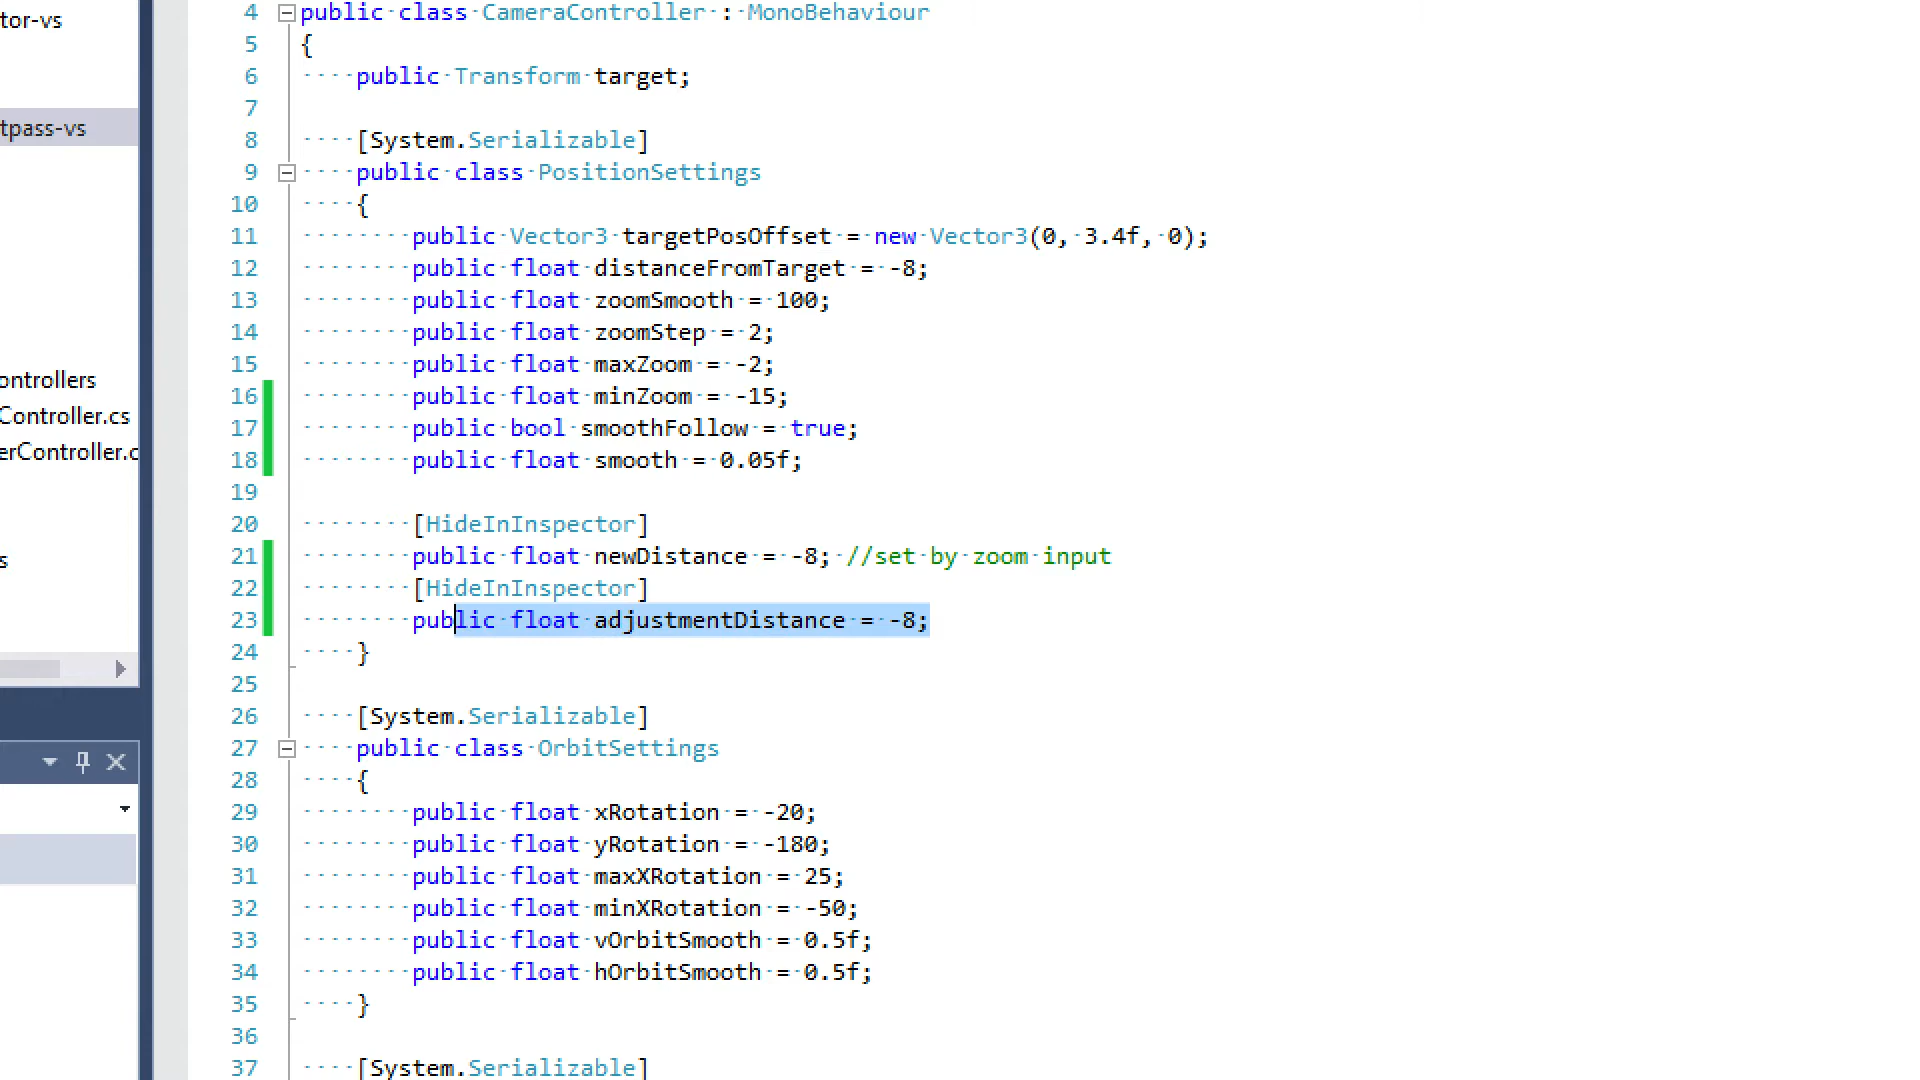 tor-vs
tpass-vs
ontrollers
Controller.cs
erController.c
s
4 public class CameraController : MonoBehaviour
5 {
6 public Transform target;
7
8 [System.Serializable]
9 public class PositionSettings
10 {
11 public Vector3 targetPosOffset = new Vector3(0, 3.4f, 0);
12 public float distanceFromTarget = -8;
13 public float zoomSmooth = 100;
14 public float zoomStep = 2;
15 public float maxZoom = -2;
16 public float minZoom = -15;
17 public bool smoothFollow = true;
18 public float smooth = 0.05f;
19
20 [HideInInspector]
21 public float newDistance = -8; //set by zoom input
22 [HideInInspector]
23 public float adjustmentDistance = -8;
24 }
25
26 [System.Serializable]
27 public class OrbitSettings
28 {
29 public float xRotation = -20;
30 public float yRotation = -180;
31 public float maxXRotation = 25;
32 public float minXRotation = -50;
33 public float vOrbitSmooth = 0.5f;
34 public float hOrbitSmooth = 0.5f;
35 }
36
37 [System.Serializable]